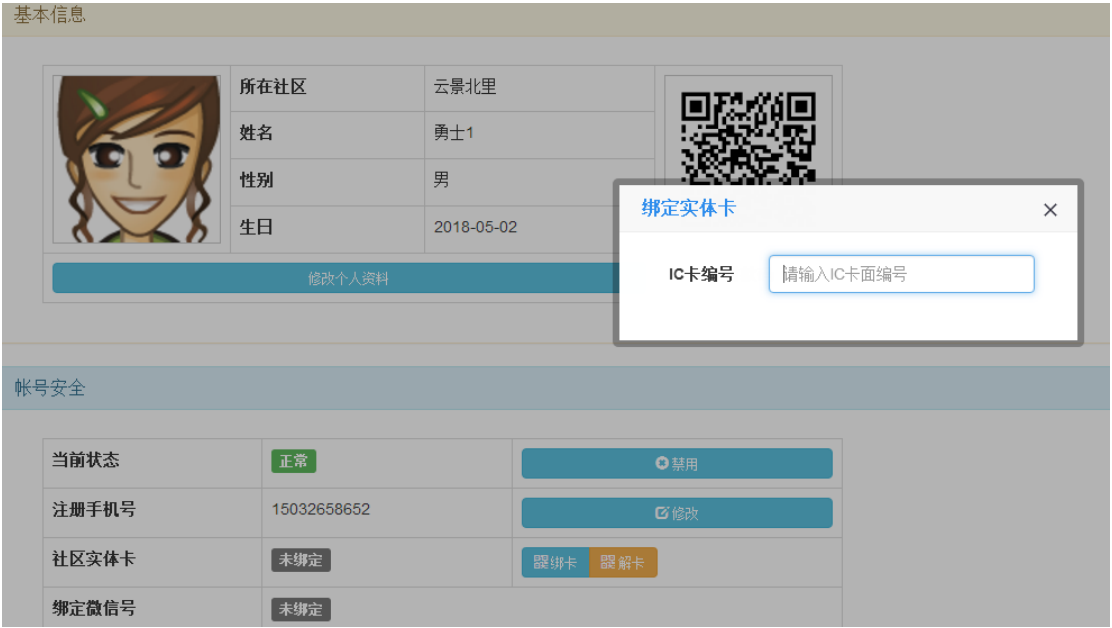 基本信息
所在社区 云景北里
姓名 勇士1
性别 男
生日 2018-05-02
修改个人资料
绑定实体卡 ×
IC卡编号 请输入IC卡面编号
帐号安全
当前状态 正常 禁用
注册手机号 15032658652 修改
社区实体卡 未绑定 绑卡 解卡
绑定微信号 未绑定